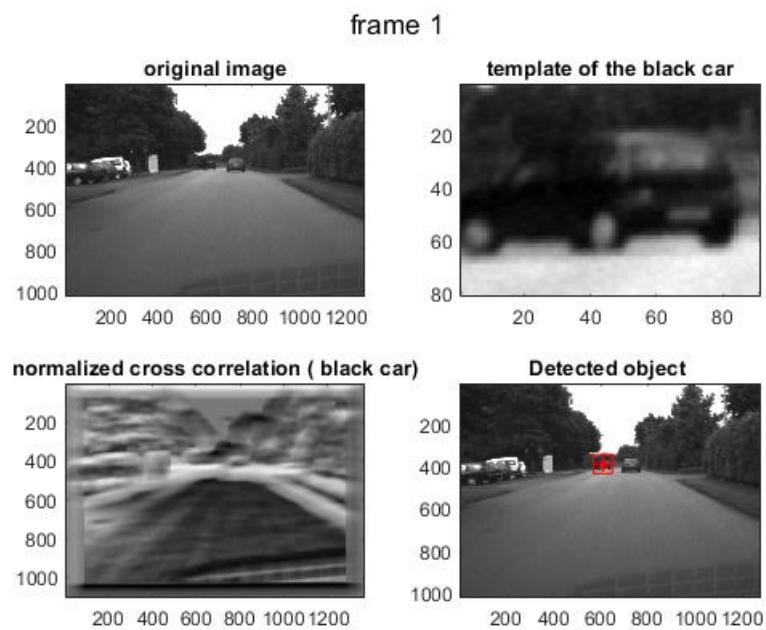 frame 1
original image
200
400
600
800
1000
200 400 600 800 1000 1200
template of the black car
20
40
60
80
20 40 60 80
normalized cross correlation ( black car)
200
400
600
800
1000
200 400 600 800 1000 1200
Detected object
200
400
600
800
1000
200 400 600 800 1000 1200